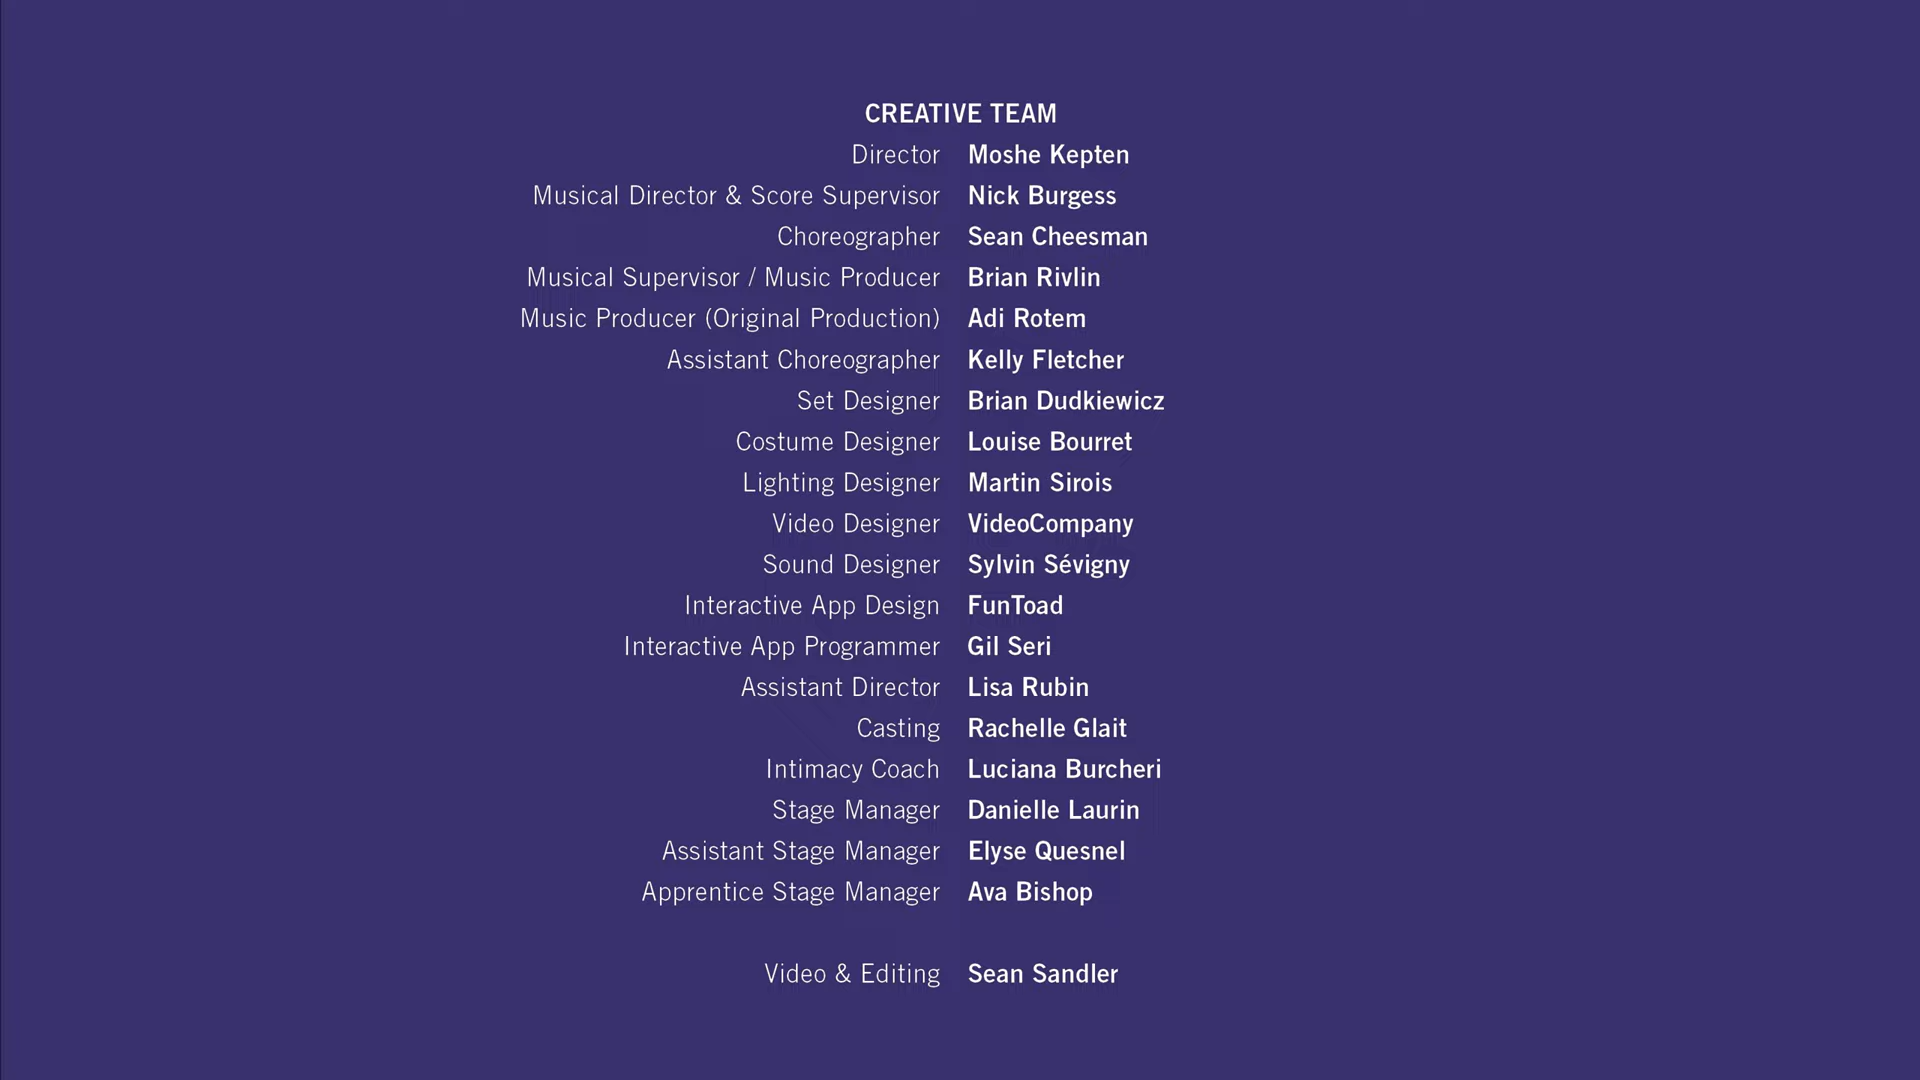 CREATIVE TEAM
Director Moshe Kepten
Musical Director & Score Supervisor Nick Burgess
Choreographer Sean Cheesman
Musical Supervisor / Music Producer Brian Rivlin
Music Producer (Original Production) Adi Rotem
Assistant Choreographer Kelly Fletcher
Set Designer Brian Dudkiewicz
Costume Designer Louise Bourret
Lighting Designer Martin Sirois
Video Designer VideoCompany
Sound Designer Sylvin Sévigny
Interactive App Design FunToad
Interactive App Programmer Gil Seri
Assistant Director Lisa Rubin
Casting Rachelle Glait
Intimacy Coach Luciana Burcheri
Stage Manager Danielle Laurin
Assistant Stage Manager Elyse Quesnel
Apprentice Stage Manager Ava Bishop
Video & Editing Sean Sandler